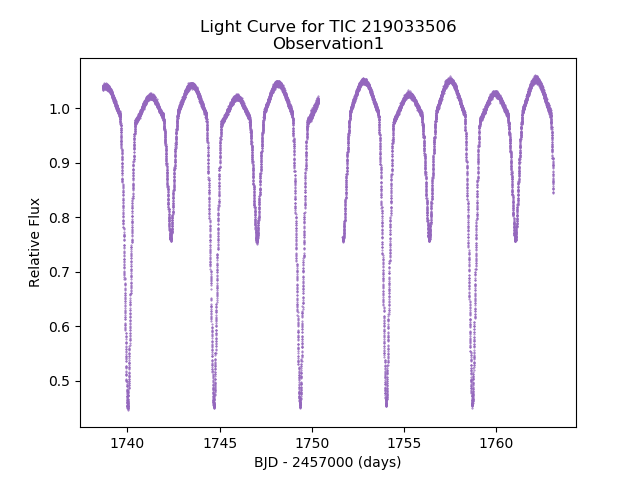 Light Curve for TIC 219033506
Observation1
1.0
0.9
0.8
0.7
0.6
0.5
Relative Flux
1740
1745
1750
1755
1760
BJD - 2457000 (days)